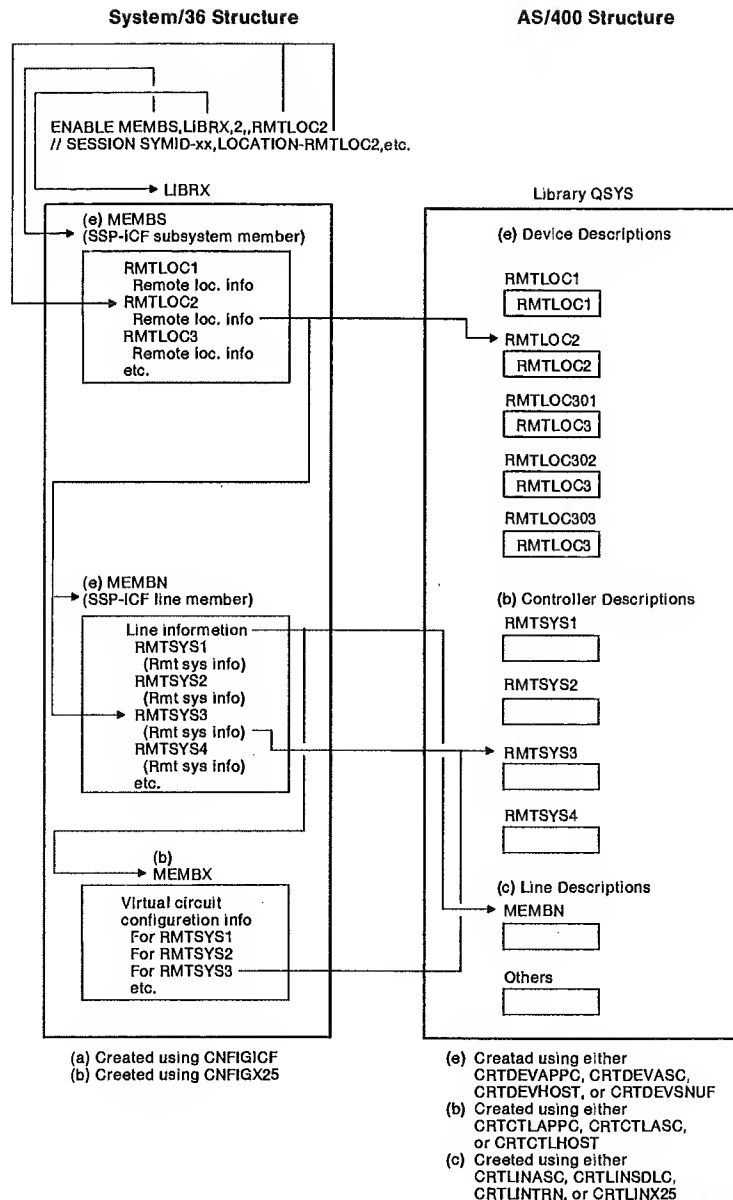 System/36 Structure
ENABLE MEMBS,LIBRX,2,,RMTLOC2
// SESSION SYMID-xx,LOCATION-RMTLOC2,etc.
LIBRX
(e) MEMBS
(SSP-ICF subsystem member)
RMTLOC1
Remote loc. info
RMTLOC2
Remote loc. info
RMTLOC3
Remote loc. info
etc.
(e) MEMBN
(SSP-ICF line member)
Line informetion
RMTSYS1
(Rmt sys info)
RMTSYS2
(Rmt sys info)
RMTSYS3
(Rmt sys info)
RMTSYS4
(Rmt sys info)
etc.
(b)
MEMBX
Virtual circuit
configuretion info
For RMTSYS1
For RMTSYS2
For RMTSYS3
etc.
(a) Created using CNFIGICF
(b) Creeted using CNFIGX25
AS/400 Structure
Library QSYS
(e) Device Descriptions
RMTLOC1
RMTLOC1
RMTLOC2
RMTLOC2
RMTLOC301
RMTLOC3
RMTLOC302
RMTLOC3
RMTLOC303
RMTLOC3
(b) Controller Descriptions
RMTSYS1
RMTSYS2
RMTSYS3
RMTSYS4
(c) Line Descriptions
MEMBN
Others
(e) Creatad using either
CRTDEVAPPC, CRTDEVASC,
CRTDEVHOST, or CRTDEVSNUF
(b) Created using either
CRTCTLAPPC, CRTCTLASC,
or CRTCTLHOST
(c) Creeted using either
CRTLINASC, CRTLINSDLC,
CRTLINTRN, or CRTLINX25